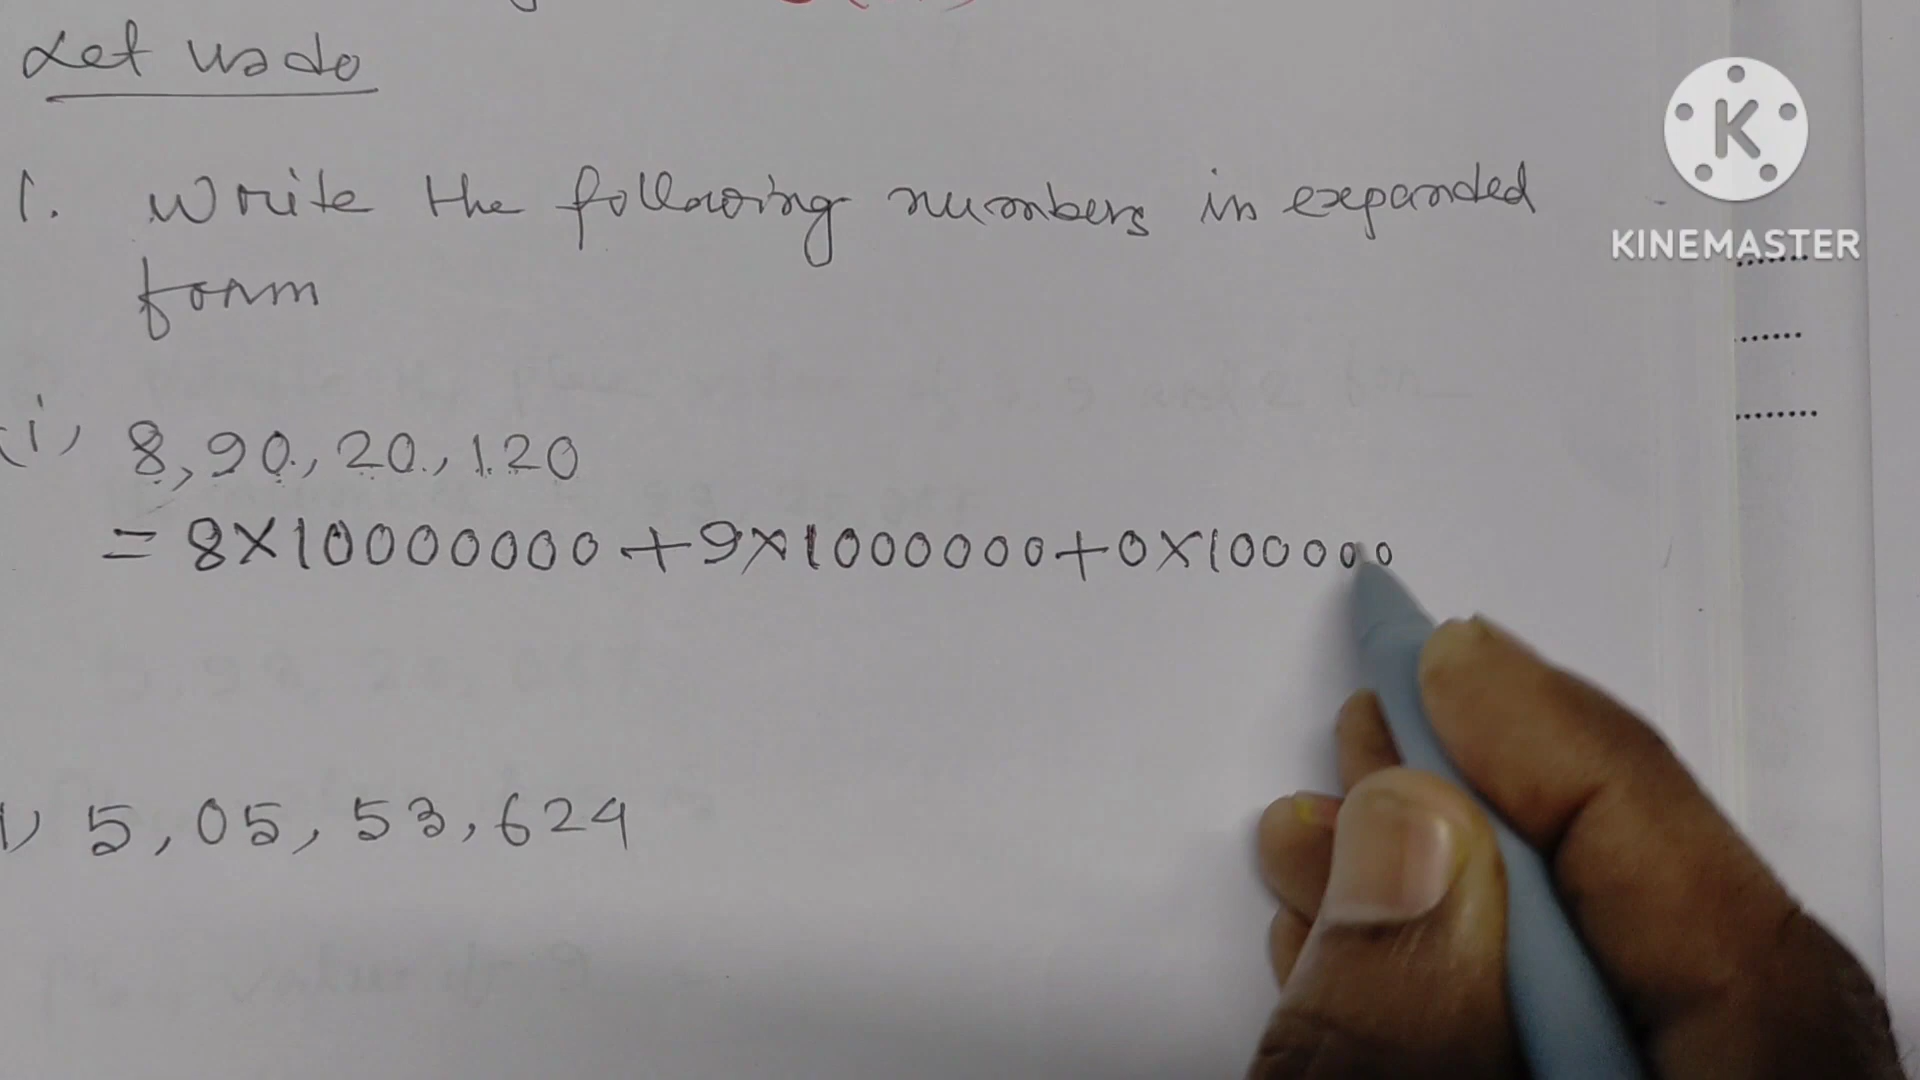 Let us do
KINEMASTER
1. Write the following numbers in expanded
form
(i) 8,90,20,120
= 8×10000000+9×1000000+0×100000
5,05,53,624